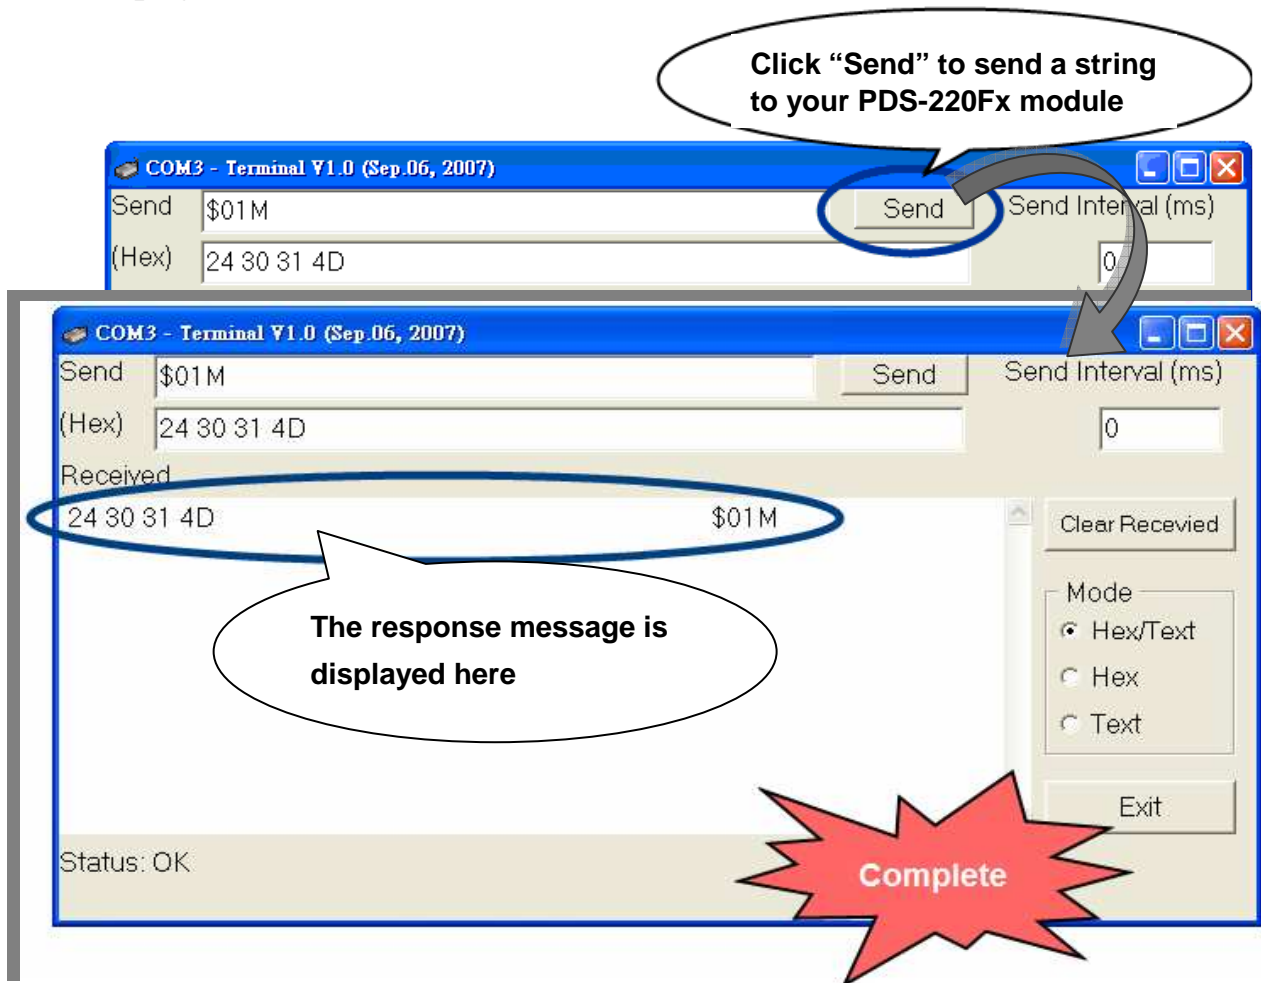 Click “Send” to send a string
to your PDS-220Fx module
COM3 - Terminal V1.0 (Sep.06, 2007)
Send $01M Send Send Interval (ms)
(Hex) 24 30 31 4D 0
COM3 - Terminal V1.0 (Sep.06, 2007)
Send $01M Send Send Interval (ms)
(Hex) 24 30 31 4D 0
Received
24 30 31 4D $01M
Clear Recevied
The response message is
displayed here
Mode
Hex/Text
Hex
Text
Exit
Status: OK
Complete